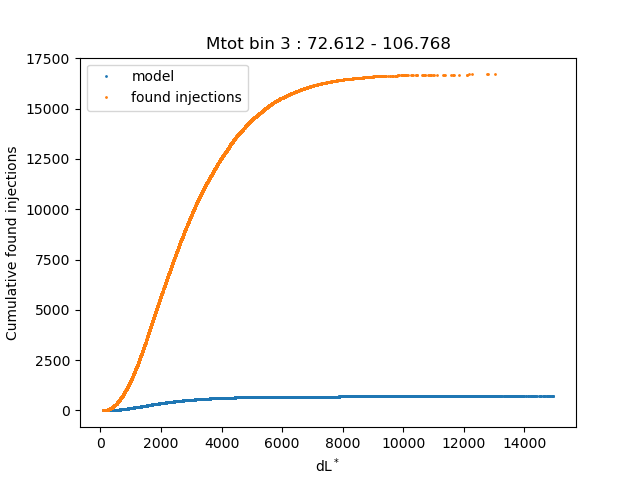 Mtot bin 3 : 72.612 - 106.768
model
found injections
17500
15000
12500
10000
7500
5000
2500
0
Cumulative found injections
0 2000 4000 6000 8000 10000 12000 14000
dL*